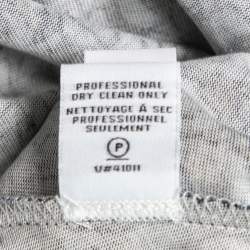 PROFESSIONAL
DRY CLEAN ONLY
NETTOYAGE À SEC
PROFESSIONNEL
SEULEMENT
P
V#41011